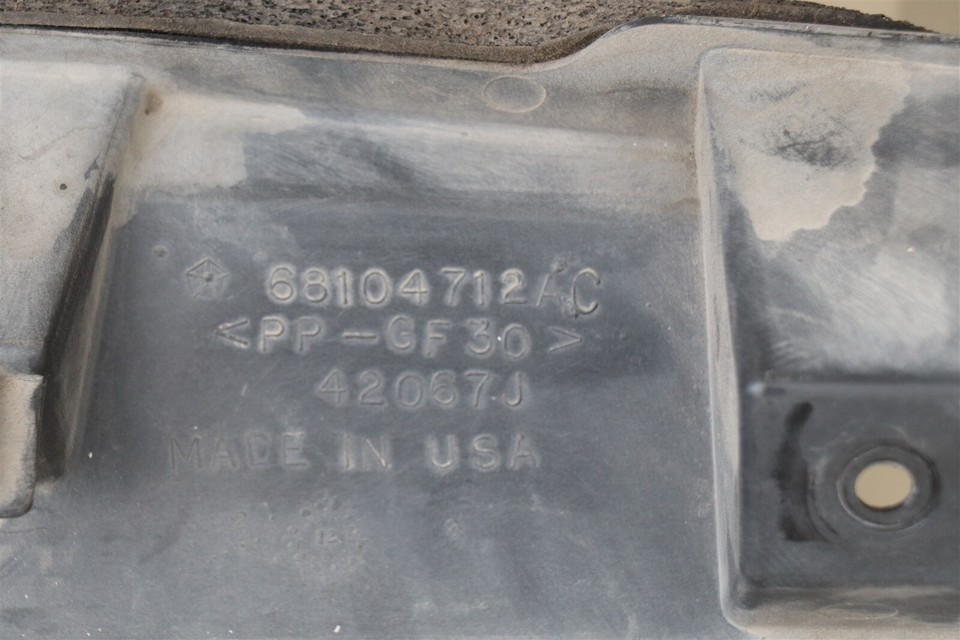 68104712AC
<PP-GF30>
42067J
MADE IN USA